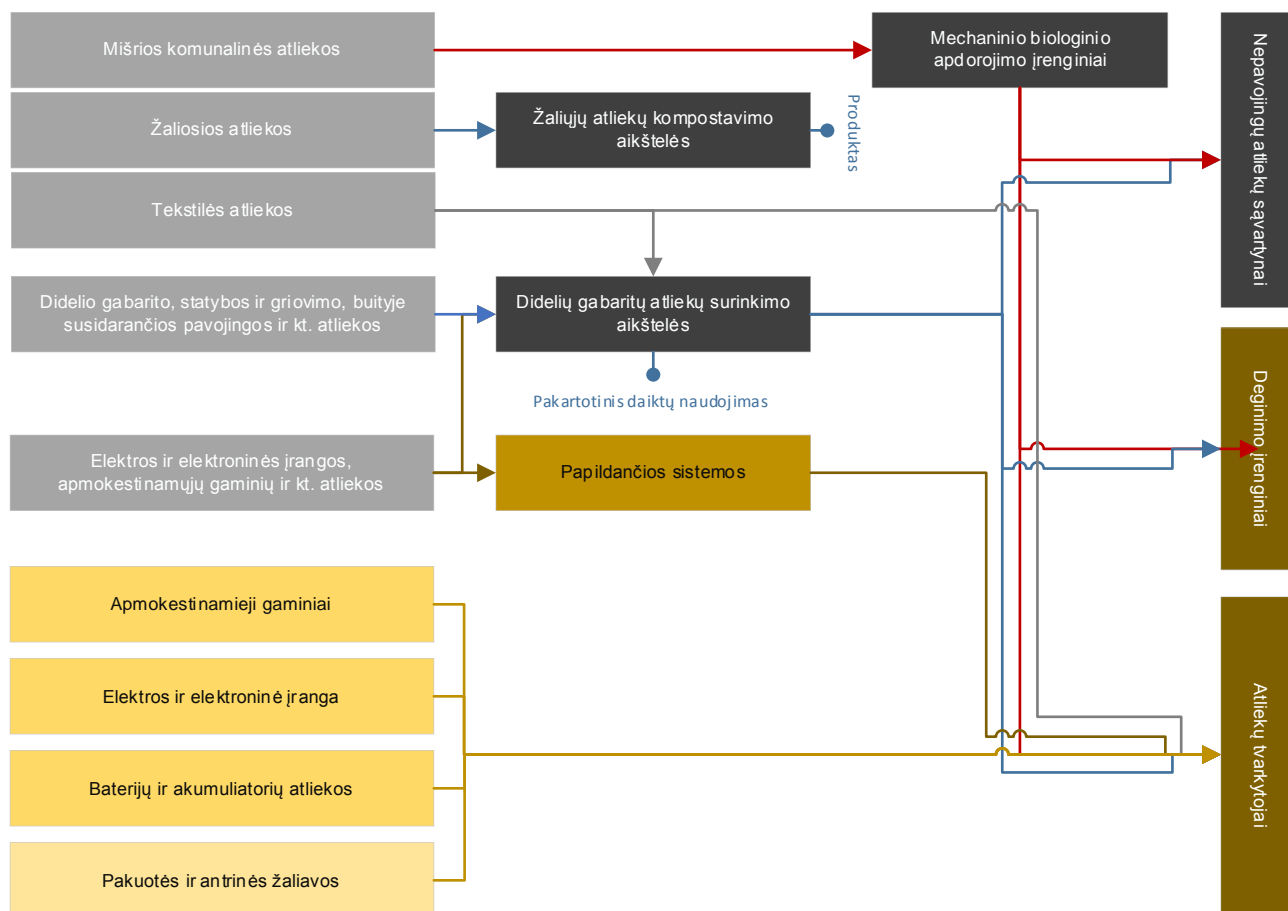 Mišrios komunalinės atliekos
Mechaninio biologinio
apdorojimo įrenginiai
Nepavojingų atliekų sąvartynai
Žaliosios atliekos
Žaliųjų atliekų kompostavimo
aikštelės
Produktas
Tekstilės atliekos
Didelio gabarito, statybos ir griovimo, buityje
susidarančios pavojingos ir kt. atliekos
Didelių gabaritų atliekų surinkimo
aikštelės
Pakartotinis daiktų naudojimas
Deginimo įrenginiai
Elektros ir elektroninės įrangos,
apmokestinamųjų gaminių ir kt. atliekos
Papildančios sistemos
Apmokestinamieji gaminiai
Elektros ir elektroninė įranga
Atliekų tvarkytojai
Baterijų ir akumuliatorių atliekos
Pakuotės ir antrinės žaliavos